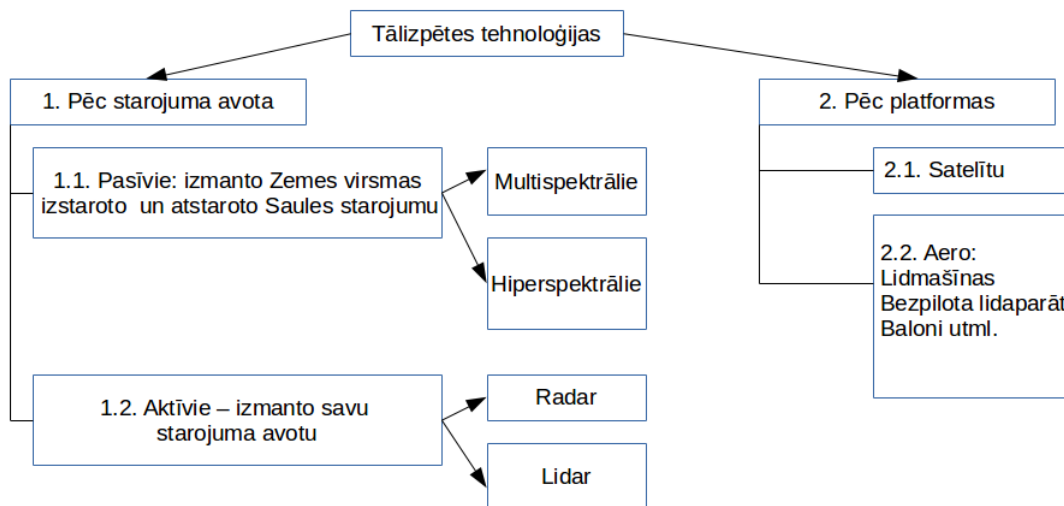 Tālizpētes tehnoloģijas
1. Pēc starojuma avota
2. Pēc platformas
1.1. Pasīvie: izmanto Zemes virsmas
izstaroto un atstaroto Saules starojumu
Multispektrālie
Hiperspektrālie
1.2. Aktīvie – izmanto savu
starojuma avotu
Radar
Lidar
2.1. Satelītu
2.2. Aero:
Lidmašīnas
Bezpilota lidaparāt
Baloni utml.